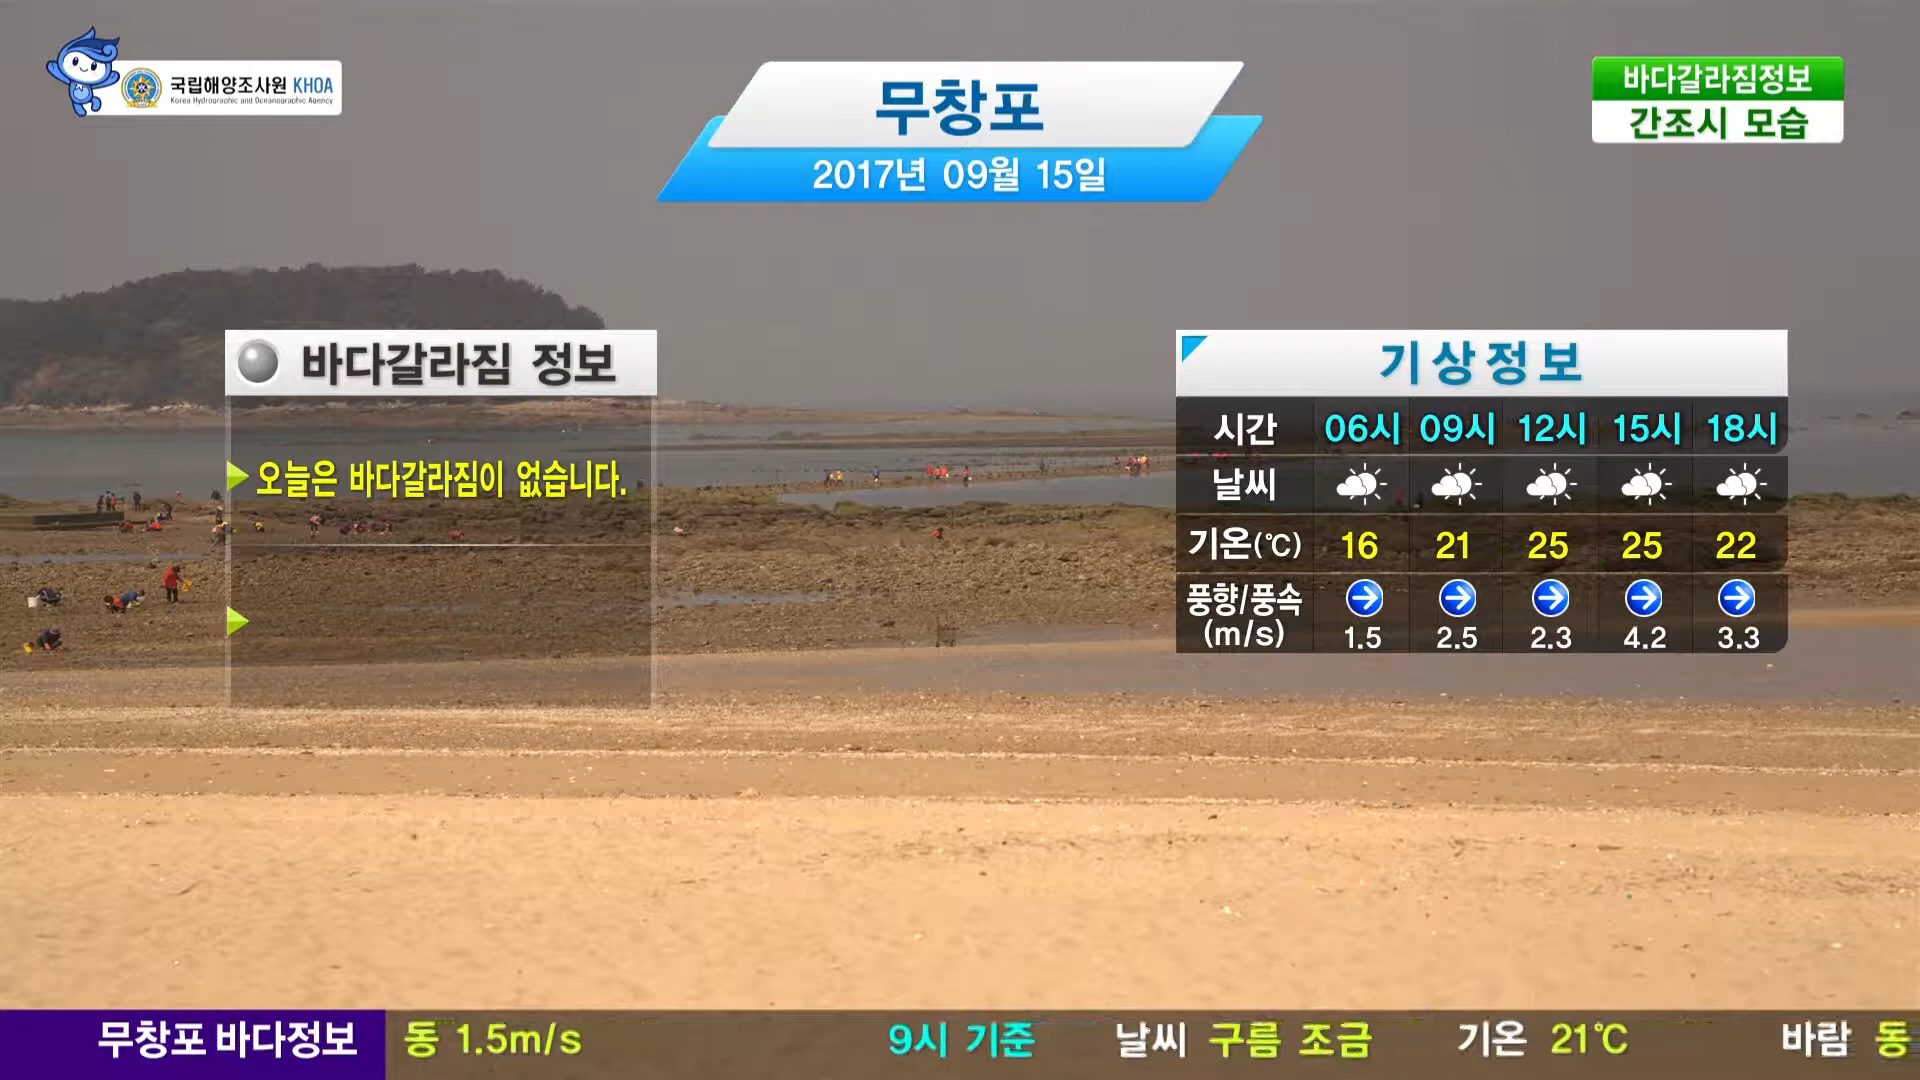 국립해양조사원 KHOA
Korea Hydrographic and Oceanographic Agency
무창포
2017년 09월 15일
바다갈라짐정보
간조시 모습
바다갈라짐 정보
오늘은 바다갈라짐이 없습니다.
기상정보
시간 06시 09시 12시 15시 18시
날씨
기온(℃) 16 21 25 25 22
풍향/풍속
(m/s) 1.5 2.5 2.3 4.2 3.3
무창포 바다정보 동 1.5m/s 9시 기준 날씨 구름 조금 기온 21℃ 바람 동